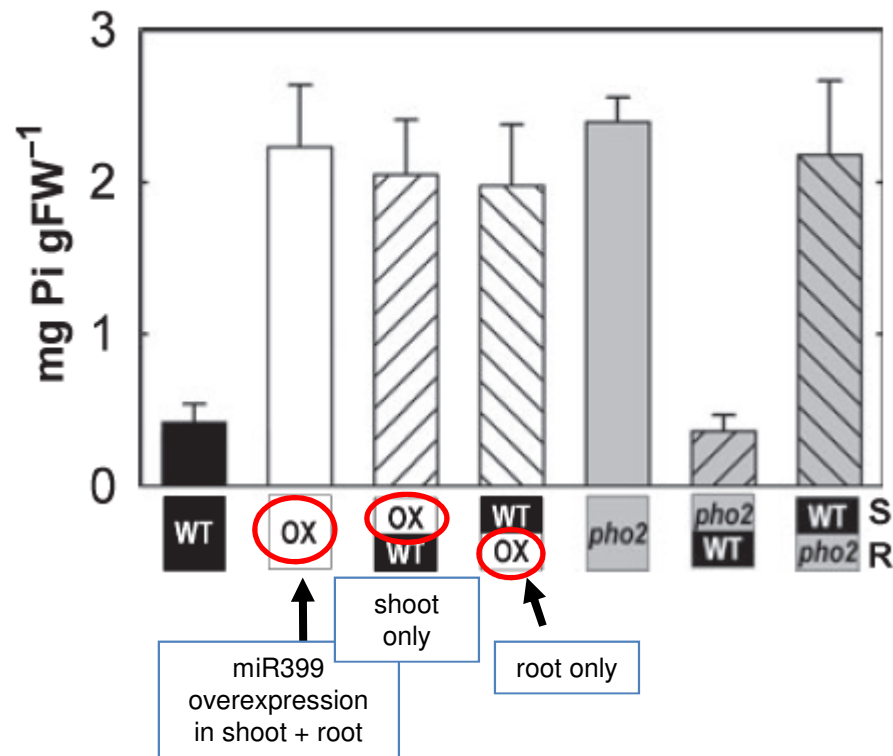 3
2
1
0
mg Pi gFW⁻¹
WT
OX
OX
WT
WT
OX
pho2
pho2
WT
WT
pho2
S
R
shoot
only
miR399
overexpression
in shoot + root
root only